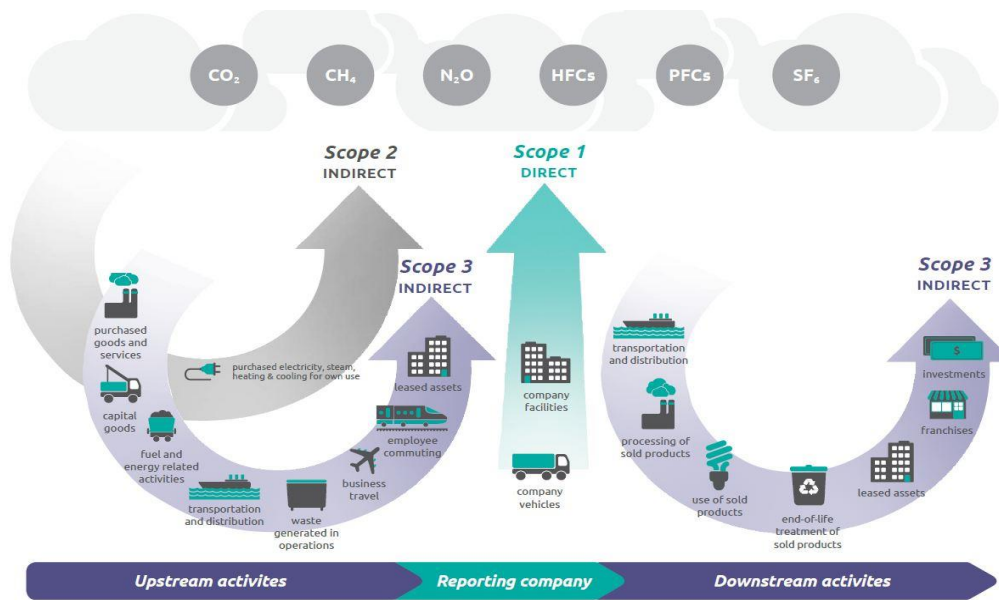 CO₂
CH₄
N₂O
HFCs
PFCs
SF₆
Scope 2
INDIRECT
Scope 1
DIRECT
Scope 3
INDIRECT
Scope 3
INDIRECT
purchased
goods and
services
capital
goods
fuel and
energy related
activities
transportation
and distribution
waste
generated in
operations
business
travel
employee
commuting
leased assets
purchased electricity, steam,
heating & cooling for own use
company
facilities
company
vehicles
transportation
and distribution
processing of
sold products
use of sold
products
end-of-life
treatment of
sold products
leased assets
franchises
$
investments
Upstream activites
Reporting company
Downstream activites